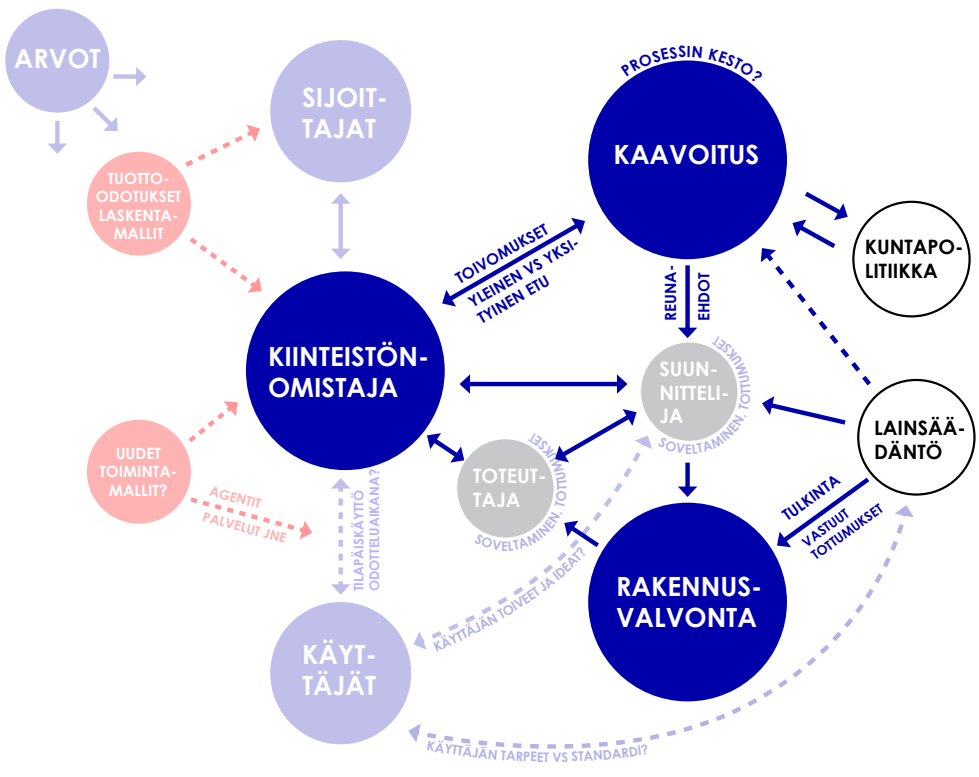 ARVOT
SIJOIT-
TAJAT
PROSESSIN KESTO?
KAAVOITUS
TUOTTO-
ODOTUKSET
LASKENTA-
MALLIT
KUNTAPO-
LITIIKKA
TOIVOMUKSET
YLEINEN VS YKSI-
TYINEN ETU
REUNA-
EHDOT
KIINTEISTÖN-
OMISTAJA
SUUN-
NITTELI-
JA
SOVELTAMINEN, TOTTUMUKSET
LAINSÄÄ-
DÄNTÖ
UUDET
TOIMINTA-
MALLIT?
AGENTIT
PALVELUT JNE
TOTEUT-
TAJA
SOVELTAMINEN, TOTTUMUKSET
TULKINTA
VASTUUT
TOTTUMUKSET
TILAPÄISKÄYTTÖ
ODOTTELUAIKANA?
KÄYTTÄJÄN TOIVEET JA IDEAT?
RAKENNUS-
VALVONTA
KÄYT-
TÄJÄT
KÄYTTÄJÄN TARPEET VS STANDARDI?